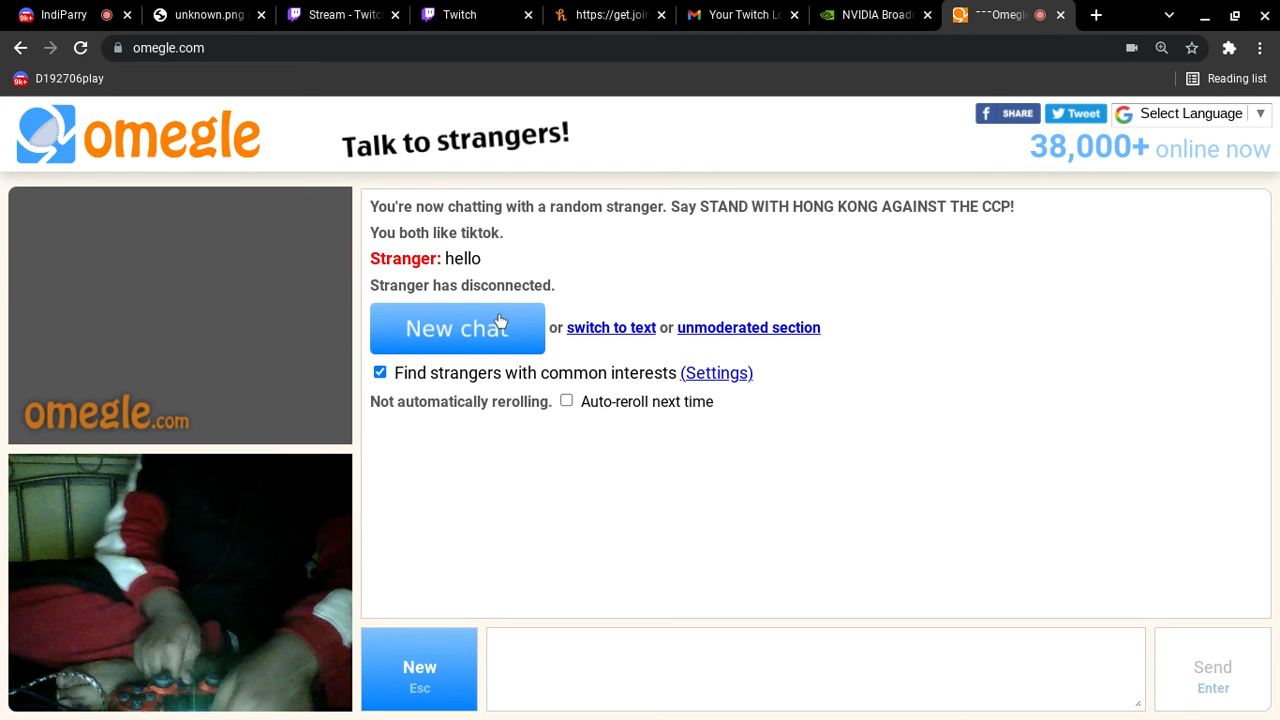 IndiParry
unknown.png
Stream - Twitc
Twitch
https://get.join
Your Twitch Lo
NVIDIA Broad
Omegle
omegle.com
9k+ D192706play
Reading list
omegle
Talk to strangers!
f SHARE
Tweet
G Select Language ▼
38,000+ online now
You're now chatting with a random stranger. Say STAND WITH HONG KONG AGAINST THE CCP!
You both like tiktok.
Stranger: hello
Stranger has disconnected.
New chat or switch to text or unmoderated section
Find strangers with common interests (Settings)
Not automatically rerolling. Auto-reroll next time
omegle.com
New
Esc
Send
Enter